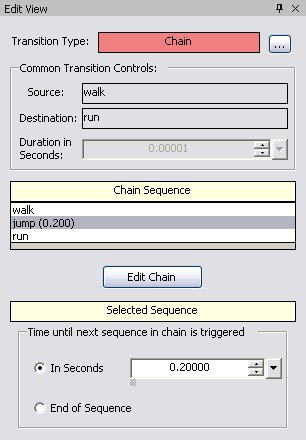 Edit View
Transition Type: Chain ...
Common Transition Controls:
Source: walk
Destination: run
Duration in
Seconds: 0.00001
Chain Sequence
walk
jump (0.200)
run
Edit Chain
Selected Sequence
Time until next sequence in chain is triggered
In Seconds 0.20000
End of Sequence